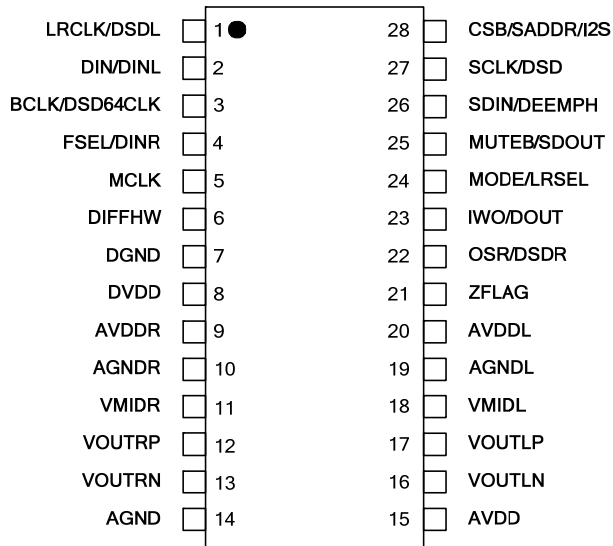 LRCLK/DSDL 1 28 CSB/SADDR/I2S
DIN/DINL 2 27 SCLK/DSD
BCLK/DSD64CLK 3 26 SDIN/DEEMPH
FSEL/DINR 4 25 MUTEB/SDOUT
MCLK 5 24 MODE/LRSEL
DIFFHW 6 23 IWO/DOUT
DGND 7 22 OSR/DSDR
DVDD 8 21 ZFLAG
AVDDR 9 20 AVDDL
AGNDR 10 19 AGNDL
VMIDR 11 18 VMIDL
VOUTRP 12 17 VOUTLP
VOUTRN 13 16 VOUTLN
AGND 14 15 AVDD